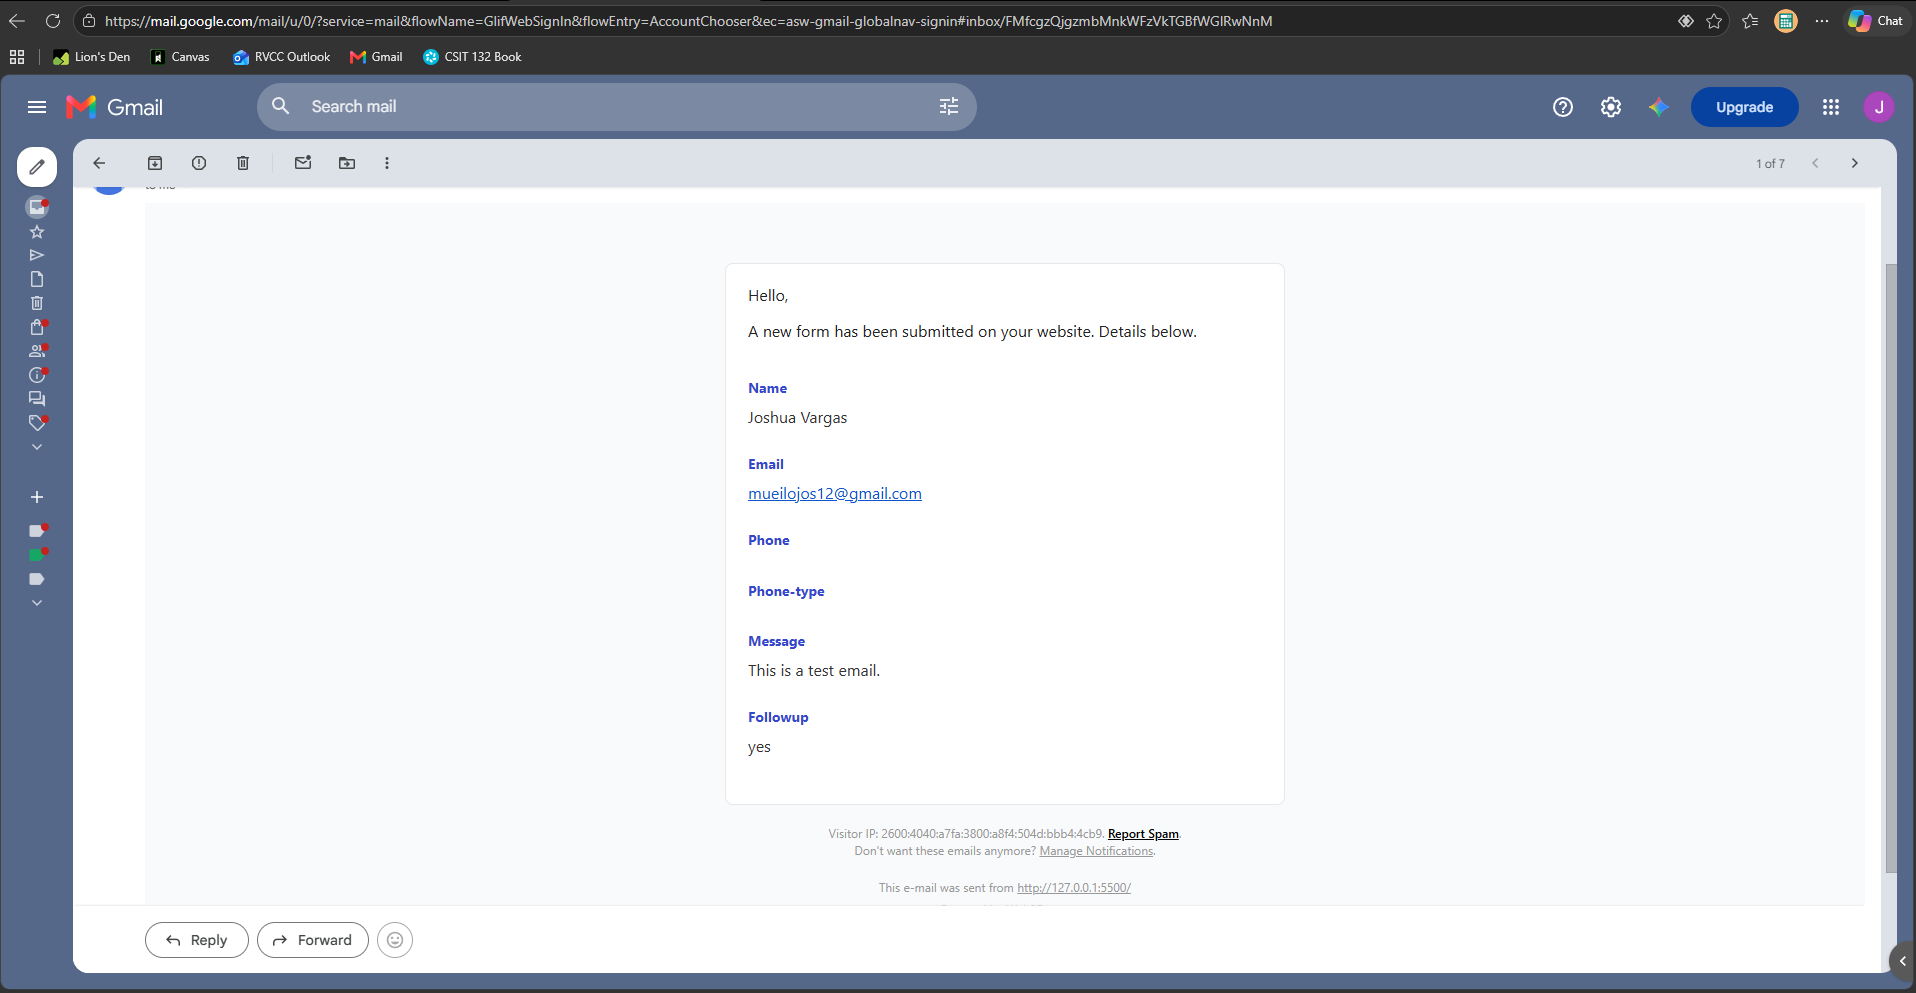 https://mail.google.com/mail/u/0/?service=mail&flowName=GlifWebSignIn&flowEntry=AccountChooser&ec=asw-gmail-globalnav-signin#inbox/FMfcgzQjgzmbMnkWFzVkTGBfWGlRwNnM
Chat
Lion's Den
Canvas
RVCC Outlook
Gmail
CSIT 132 Book
Gmail
Search mail
Upgrade
J
1 of 7
to me
Hello,
A new form has been submitted on your website. Details below.
Name
Joshua Vargas
Email
mueilojos12@gmail.com
Phone
Phone-type
Message
This is a test email.
Followup
yes
Visitor IP: 2600:4040:a7fa:3800:a8f4:504d:bbb4:4cb9. Report Spam.
Don't want these emails anymore? Manage Notifications.
This e-mail was sent from http://127.0.0.1:5500/
Reply
Forward